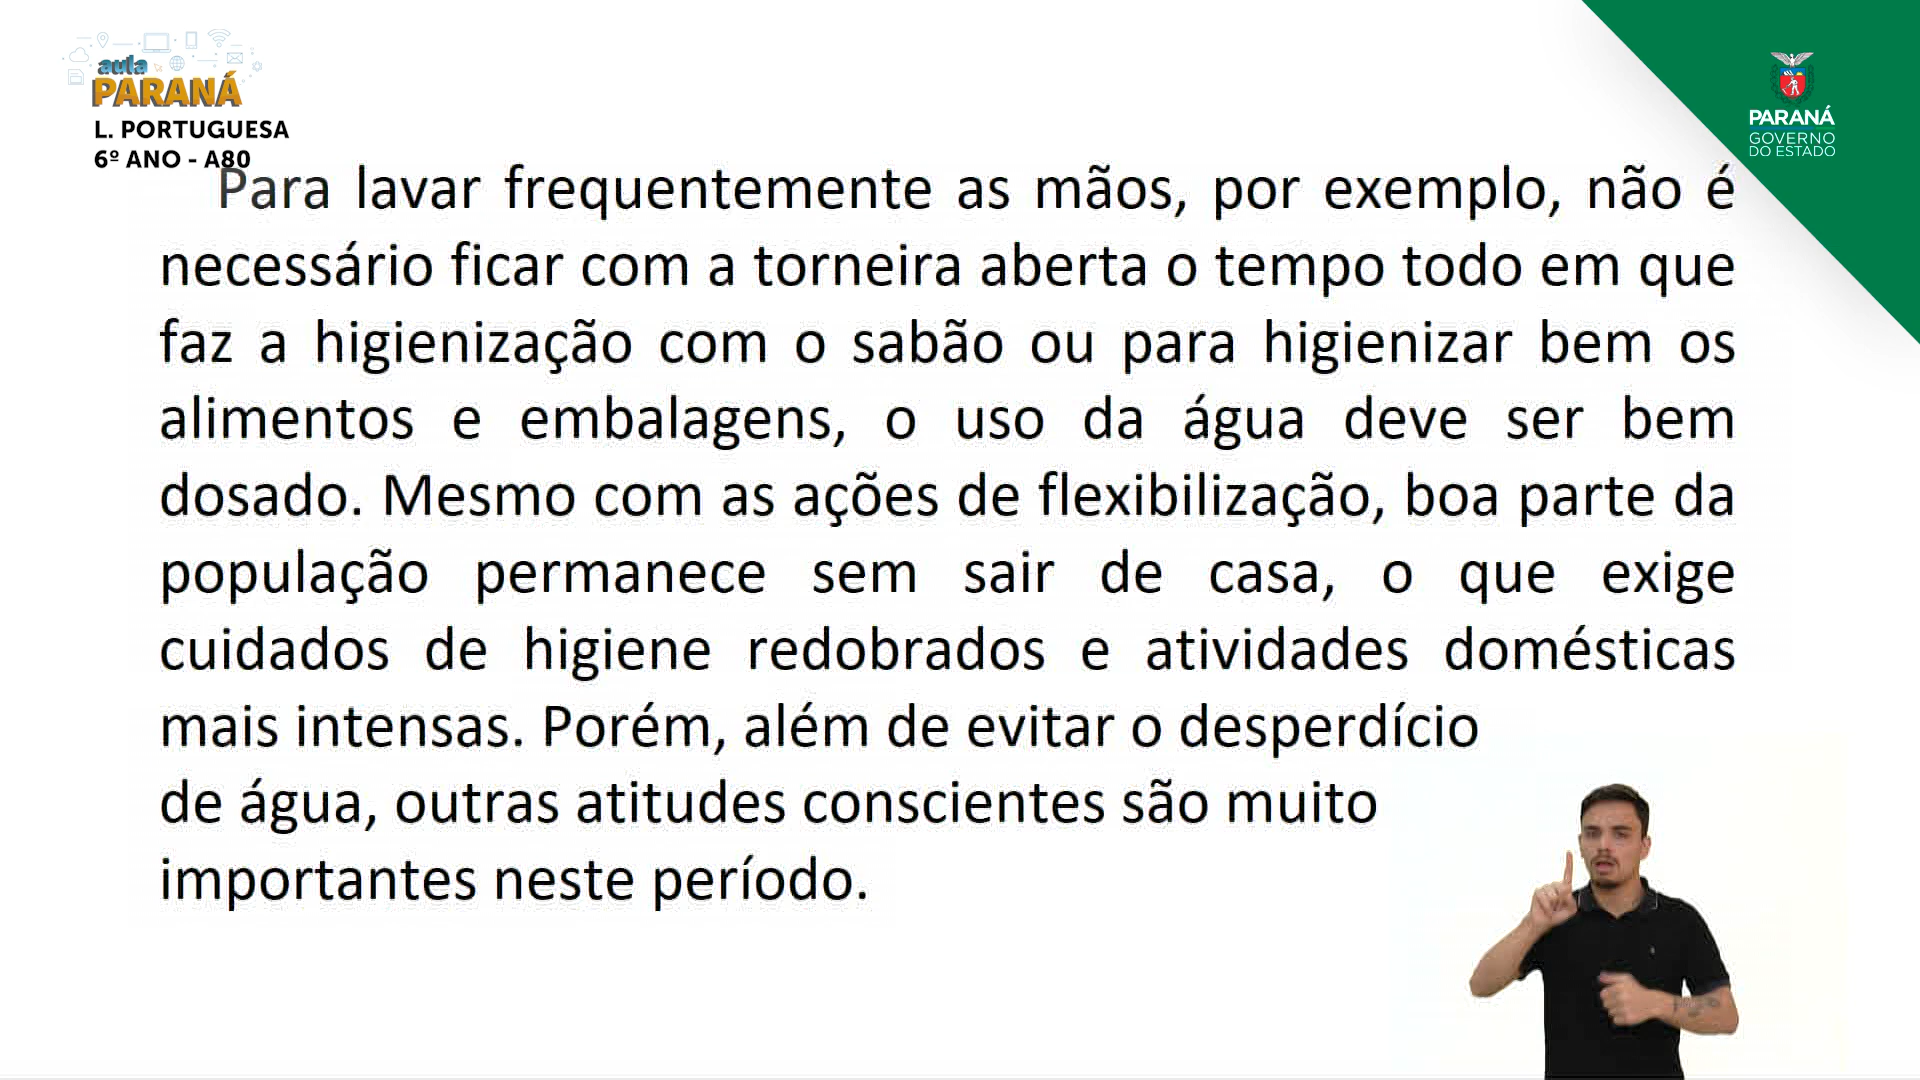 aula
PARANÁ
L. PORTUGUESA
6º ANO - A80
PARANÁ
GOVERNO
DO ESTADO
Para lavar frequentemente as mãos, por exemplo, não é
necessário ficar com a torneira aberta o tempo todo em que
faz a higienização com o sabão ou para higienizar bem os
alimentos e embalagens, o uso da água deve ser bem
dosado. Mesmo com as ações de flexibilização, boa parte da
população permanece sem sair de casa, o que exige
cuidados de higiene redobrados e atividades domésticas
mais intensas. Porém, além de evitar o desperdício
de água, outras atitudes conscientes são muito
importantes neste período.